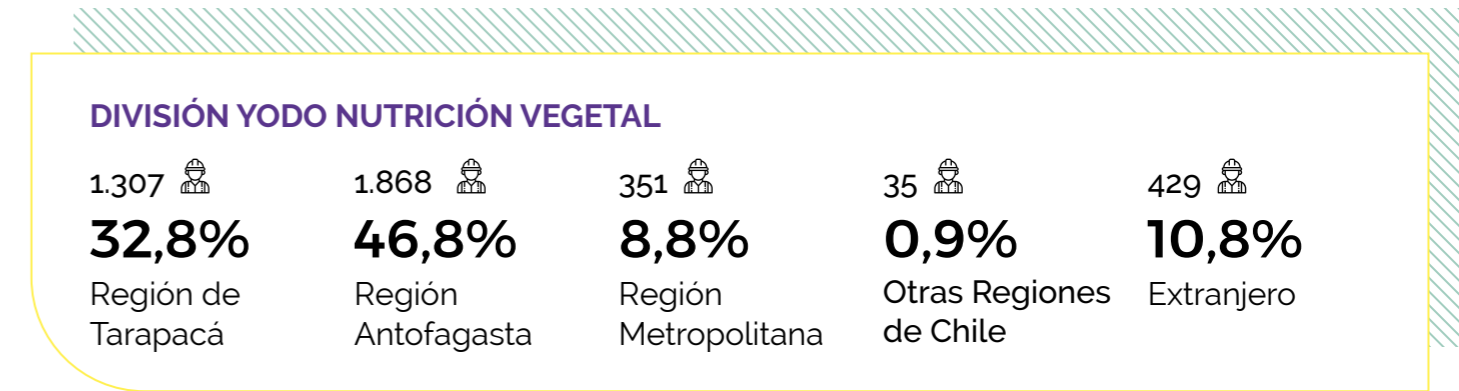 DIVISIÓN YODO NUTRICIÓN VEGETAL
1.307
32,8%
Región de
Tarapacá
1.868
46,8%
Región
Antofagasta
351
8,8%
Región
Metropolitana
35
0,9%
Otras Regiones
de Chile
429
10,8%
Extranjero